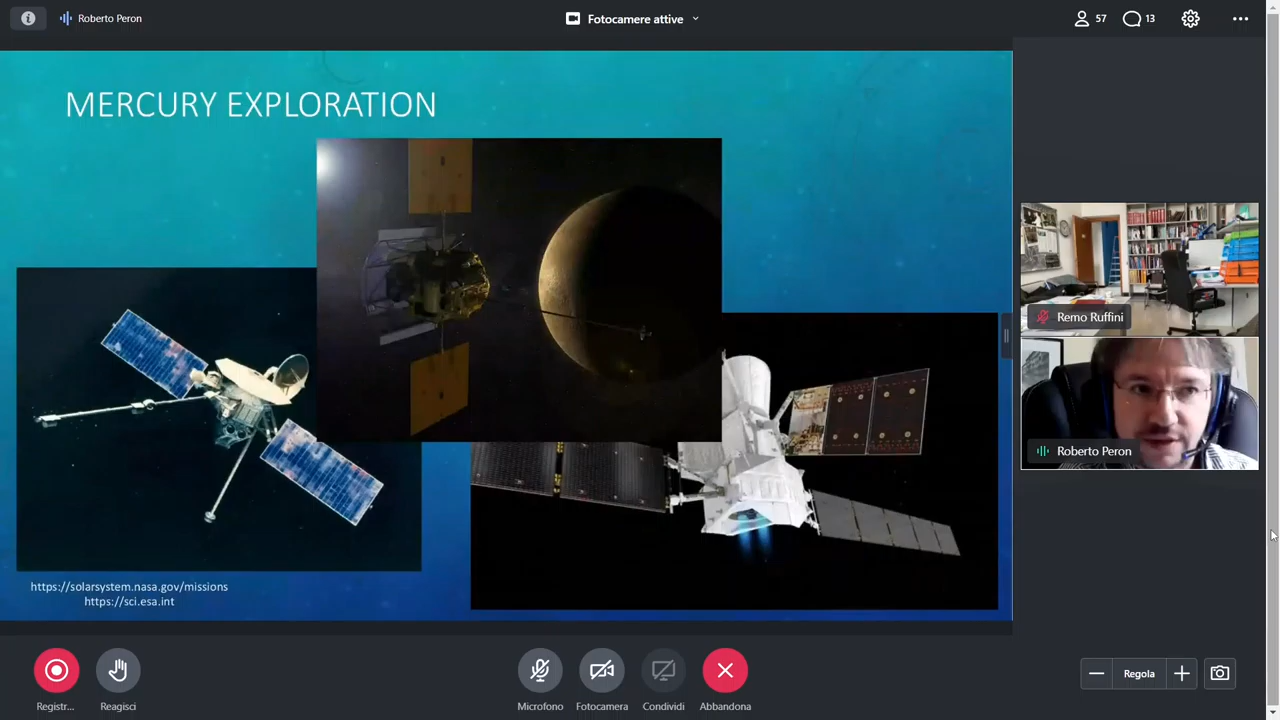 Roberto Peron
Fotocamere attive
57
13
MERCURY EXPLORATION
https://solarsystem.nasa.gov/missions
https://sci.esa.int
Remo Ruffini
Roberto Peron
Registr...
Reagisci
Microfono
Fotocamera
Condividi
Abbandona
Regola